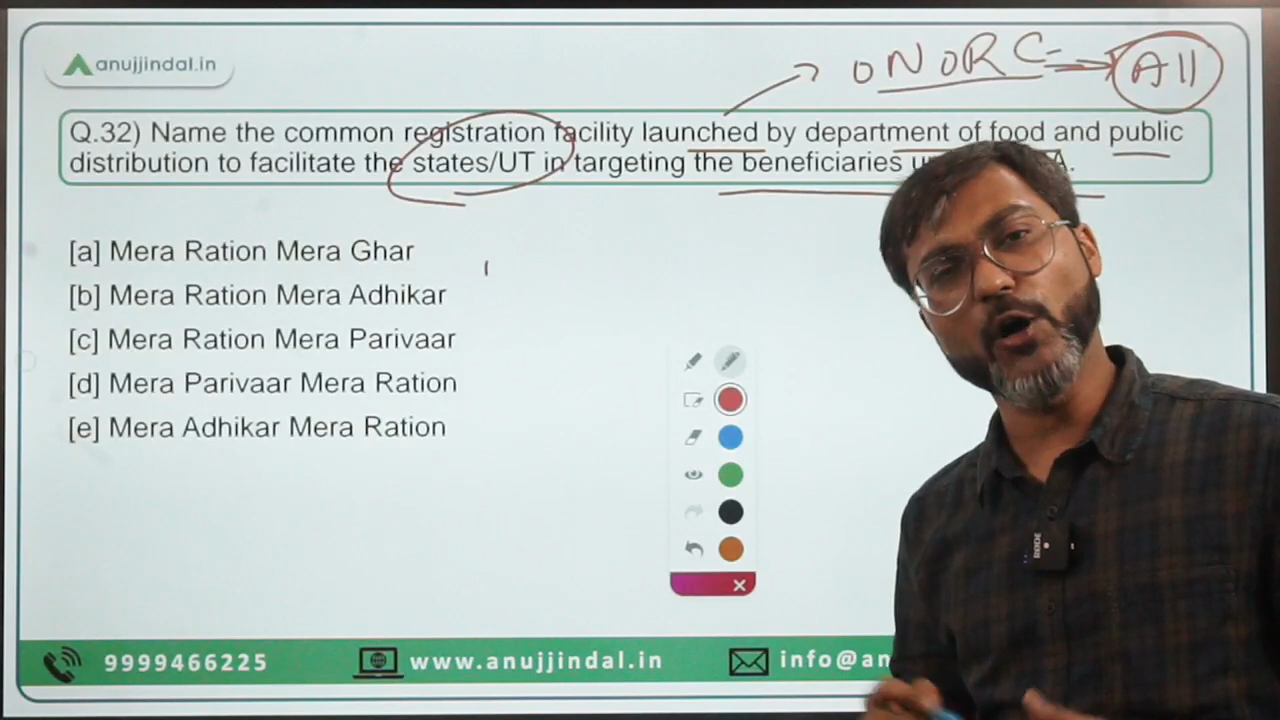 anujjindal.in
ONORC
All
Q.32) Name the common registration facility launched by department of food and public
distribution to facilitate the states/UT in targeting the beneficiaries A.
[a] Mera Ration Mera Ghar
[b] Mera Ration Mera Adhikar
[c] Mera Ration Mera Parivaar
[d] Mera Parivaar Mera Ration
[e] Mera Adhikar Mera Ration
RODE
9999466225
www.anujjindal.in
info@an